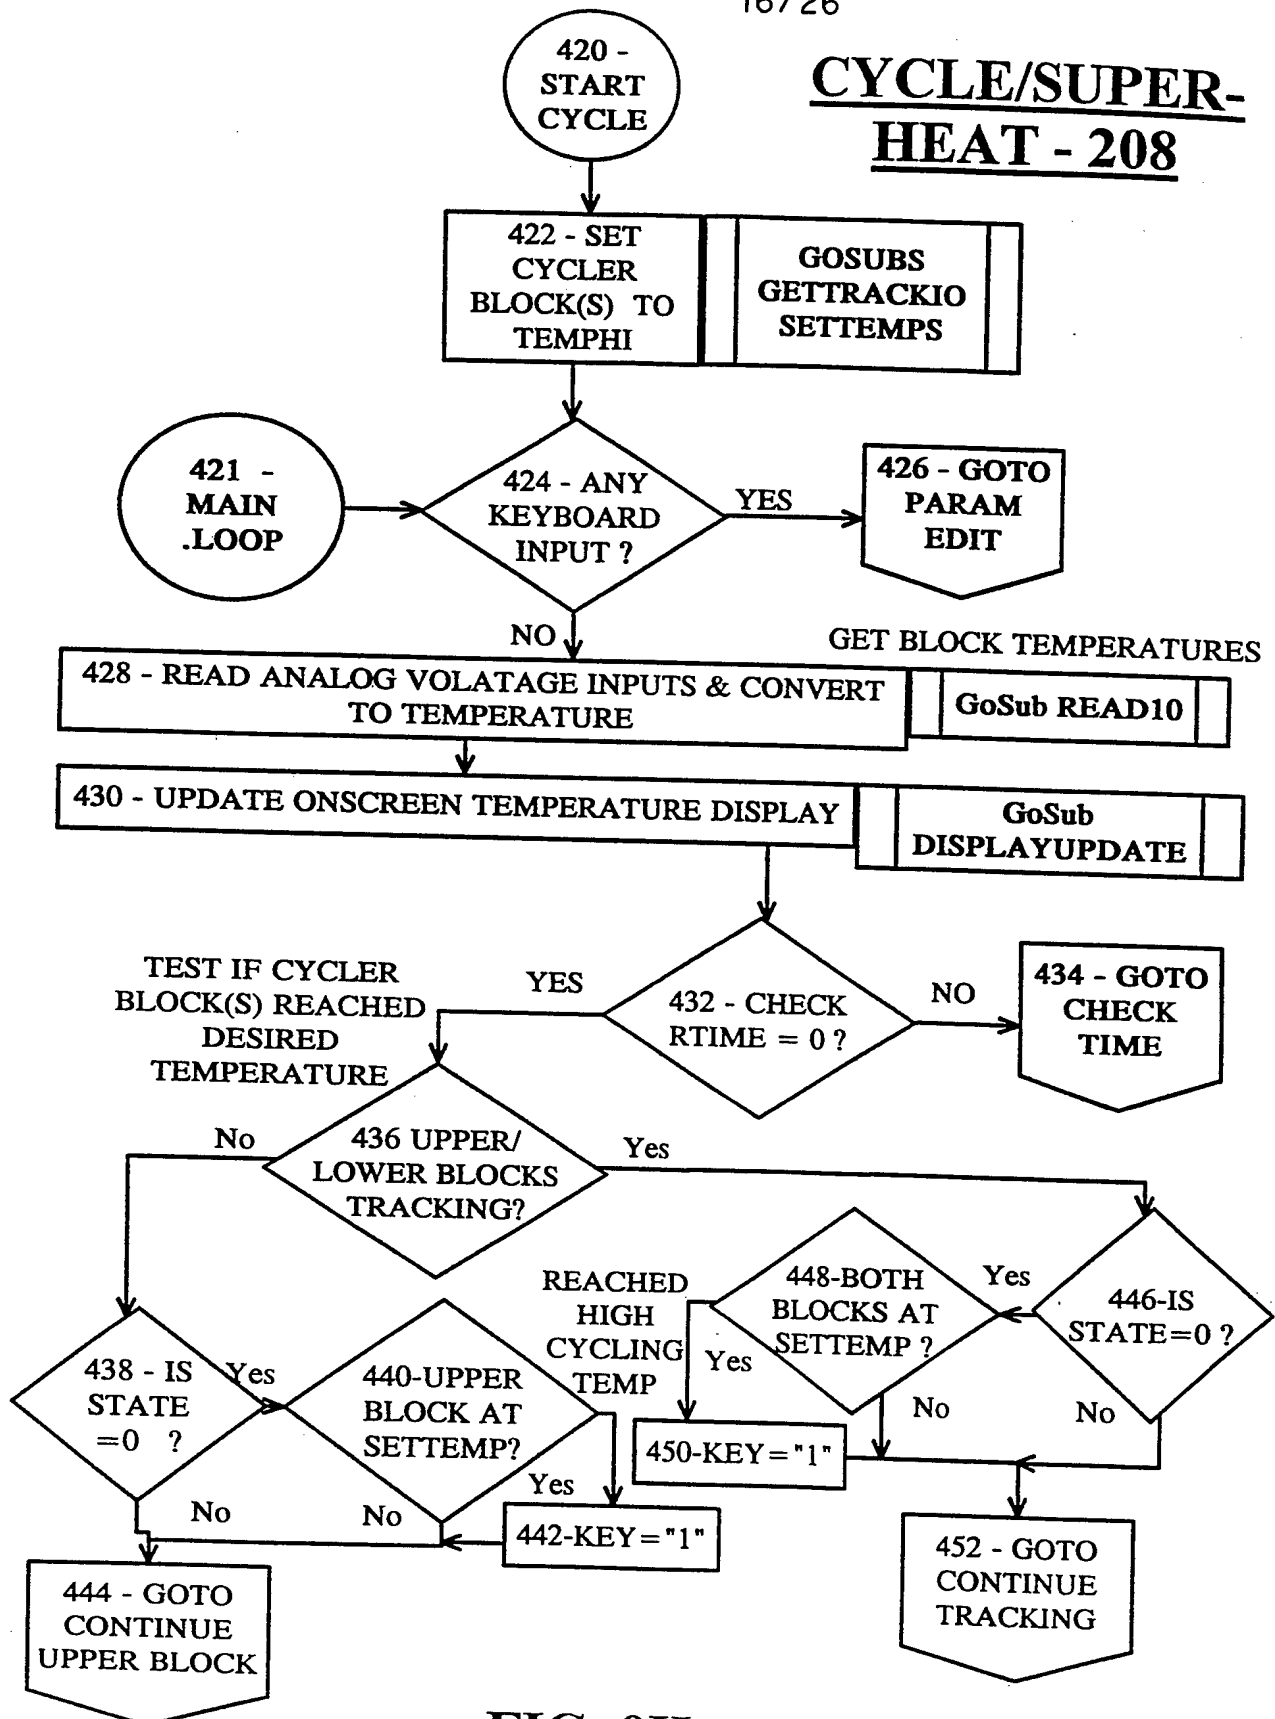 16/26
CYCLE/SUPER-
HEAT - 208
420 -
START
CYCLE
422 - SET
CYCLER
BLOCK(S) TO
TEMPHI
GOSUBS
GETTRACKIO
SETTEMPS
421 -
MAIN
.LOOP
424 - ANY
KEYBOARD
INPUT ?
YES
426 - GOTO
PARAM
EDIT
NO
GET BLOCK TEMPERATURES
428 - READ ANALOG VOLATAGE INPUTS & CONVERT
TO TEMPERATURE
GoSub READ10
430 - UPDATE ONSCREEN TEMPERATURE DISPLAY
GoSub
DISPLAYUPDATE
TEST IF CYCLER
BLOCK(S) REACHED
DESIRED
TEMPERATURE
YES
432 - CHECK
RTIME = 0 ?
NO
434 - GOTO
CHECK
TIME
No
436 UPPER/
LOWER BLOCKS
TRACKING?
Yes
438 - IS
STATE
=0 ?
Yes
440-UPPER
BLOCK AT
SETTEMP?
REACHED
HIGH
CYCLING
TEMP
448-BOTH
BLOCKS AT
SETTEMP ?
Yes
446-IS
STATE=0 ?
Yes
No
No
450-KEY="1"
No
No
Yes
442-KEY="1"
444 - GOTO
CONTINUE
UPPER BLOCK
452 - GOTO
CONTINUE
TRACKING